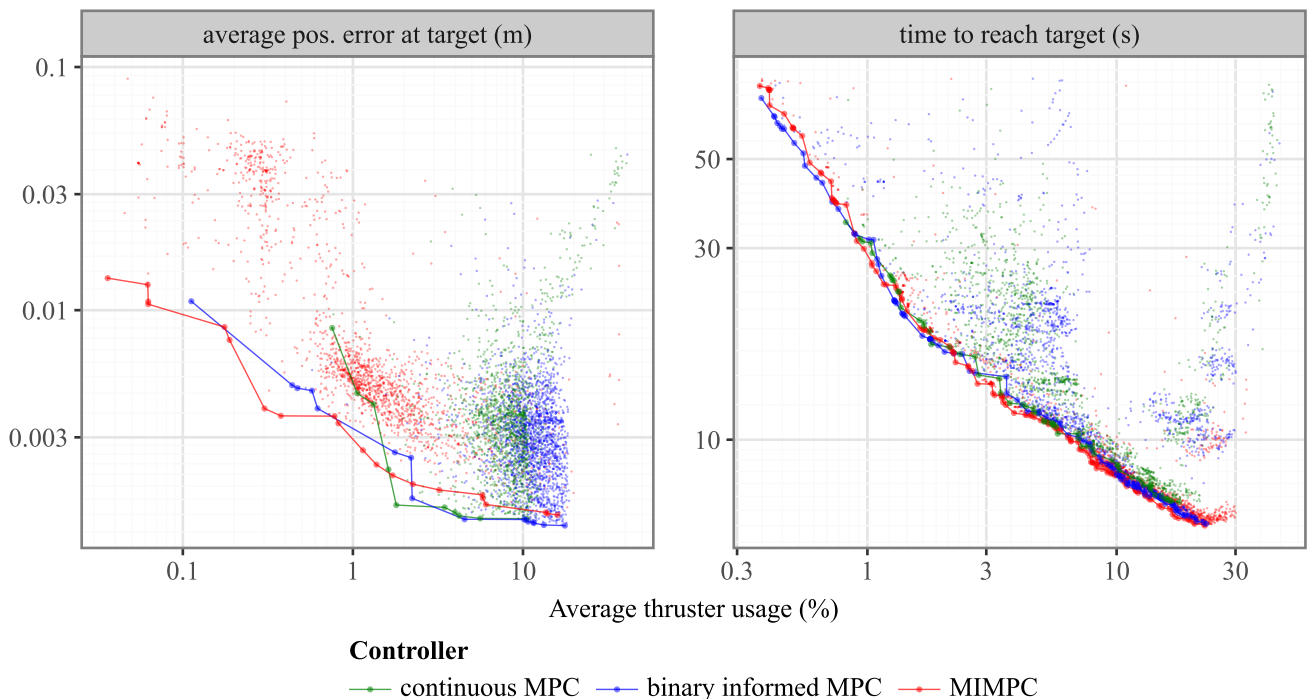 average pos. error at target (m)
time to reach target (s)
0.1
0.03
0.01
0.003
50
30
10
0.1 1 10
0.3 1 3 10 30
Average thruster usage (%)
Controller
continuous MPC binary informed MPC MIMPC